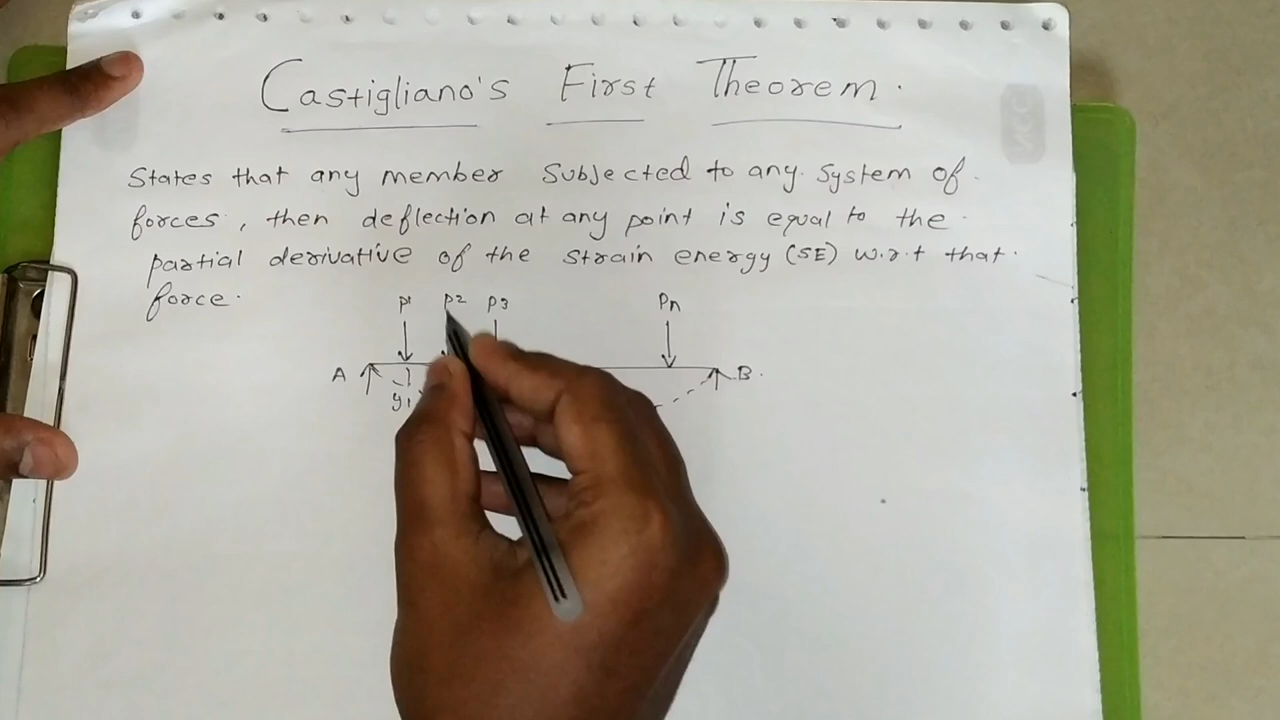 Castigliano's First Theorem.
States that any member Subjected to any System of
forces, then deflection at any point is equal to the
partial derivative of the strain energy (SE) w.r.t that.
force.
P1 P2 P3 Pn
A B.
y1